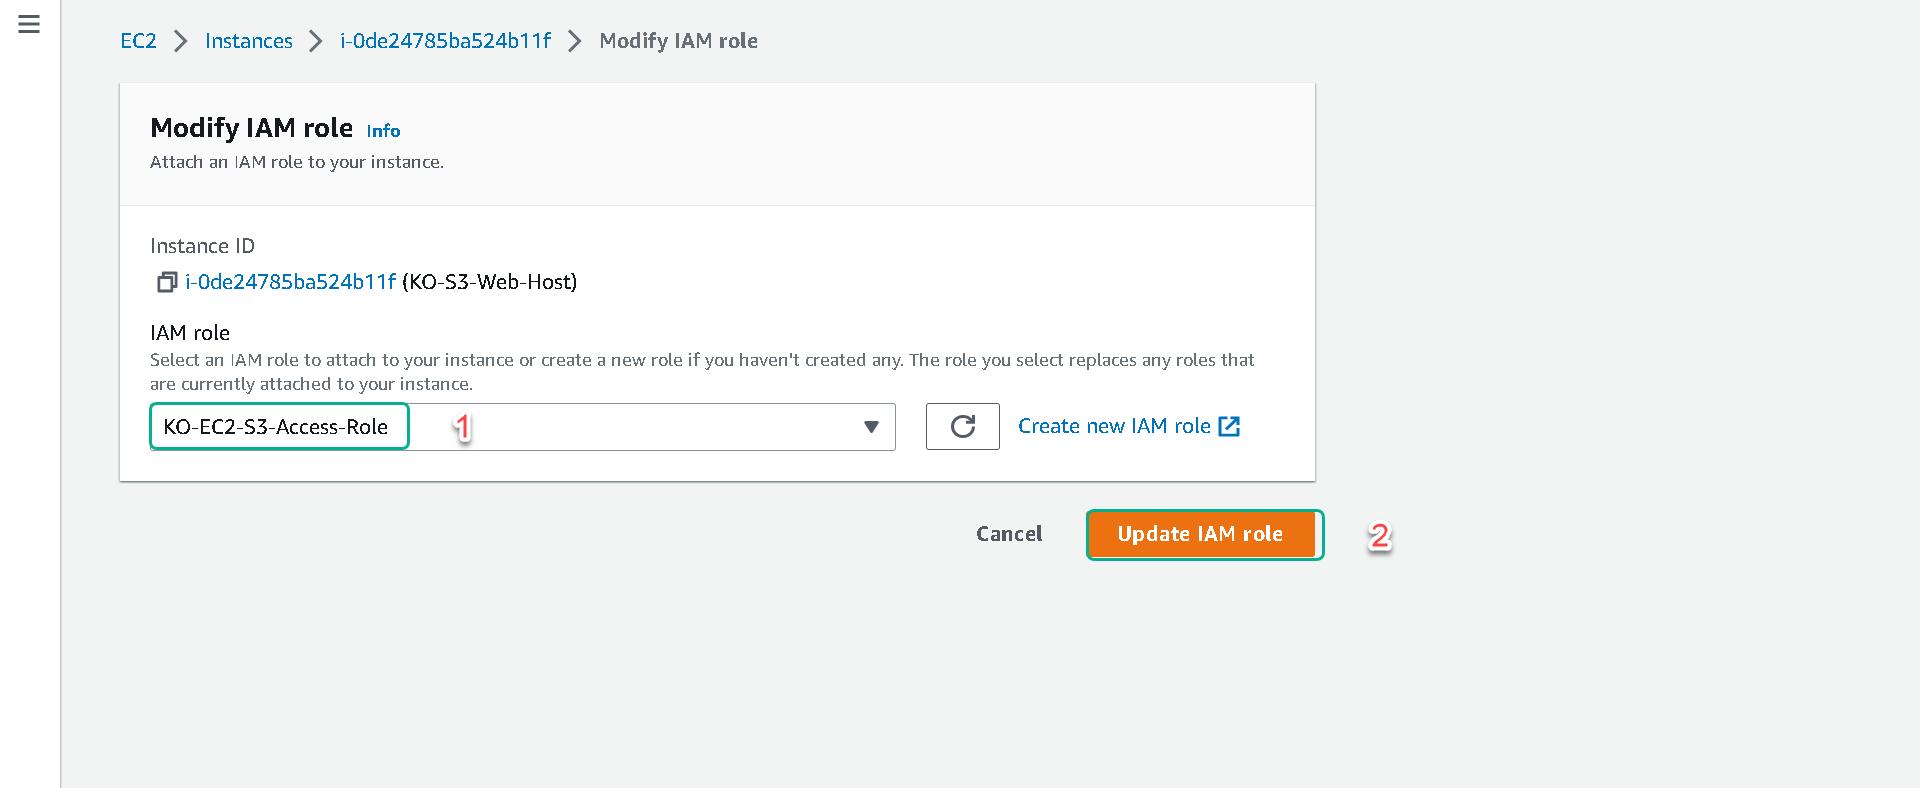 EC2 > Instances > i-0de24785ba524b11f > Modify IAM role
Modify IAM role Info
Attach an IAM role to your instance.
Instance ID
i-0de24785ba524b11f (KO-S3-Web-Host)
IAM role
Select an IAM role to attach to your instance or create a new role if you haven't created any. The role you select replaces any roles that
are currently attached to your instance.
KO-EC2-S3-Access-Role 1 Create new IAM role
Cancel Update IAM role 2